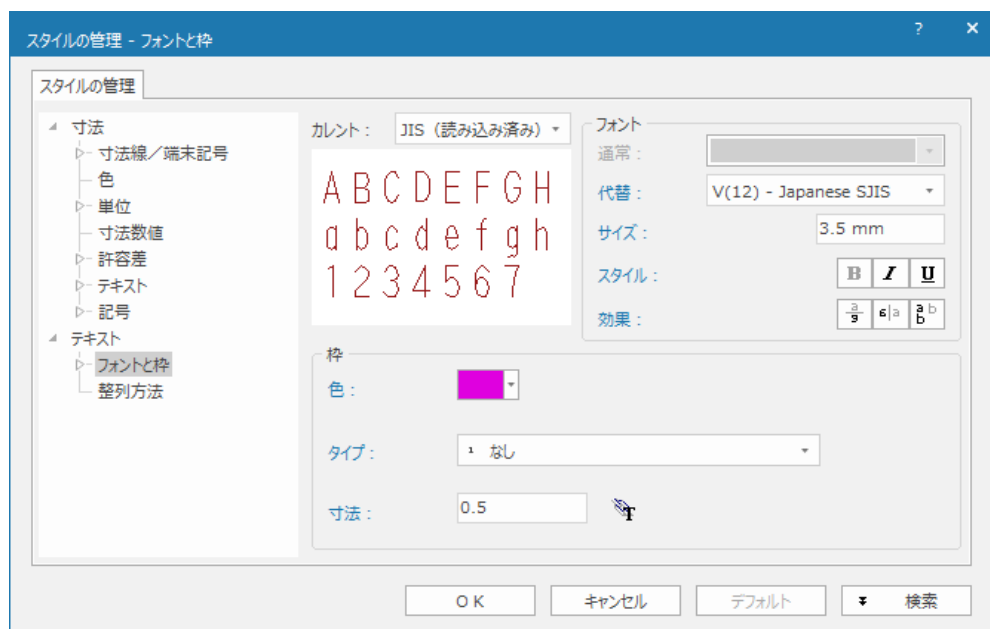 スタイルの管理 - フォントと枠
? ×
スタイルの管理
寸法
寸法線／端末記号
色
単位
寸法数値
許容差
テキスト
記号
テキスト
フォントと枠
整列方法
カレント： JIS（読み込み済み）
ABCDEFGH
abcdefgh
1234567
フォント
通常：
代替： V(12) - Japanese SJIS
サイズ： 3.5 mm
スタイル： B I U
効果： a a a|a a b b
枠
色：
タイプ： 1 なし
寸法： 0.5 T
OK キャンセル デフォルト 検索